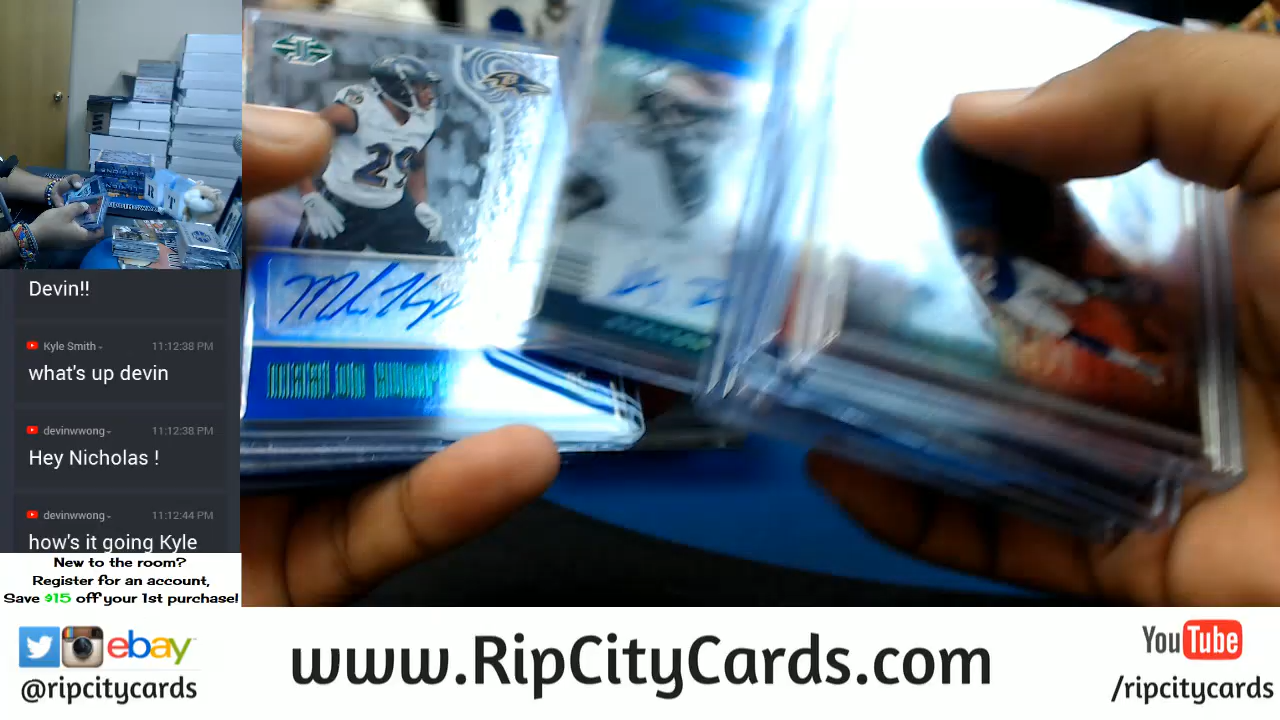 29
Devin!!
Kyle Smith 11:12:38 PM
what's up devin
devinwwong 11:12:38 PM
Hey Nicholas !
devinwwong 11:12:44 PM
how's it going Kyle
New to the room?
Register for an account,
Save $15 off your 1st purchase!
ebay
@ripcitycards
www.RipCityCards.com
YouTube
/ripcitycards